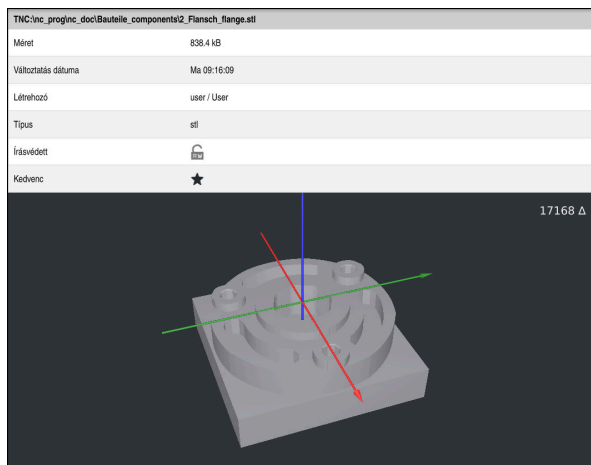 TNC:\nc_prog\nc_doc\Bauteile_components\2_Flansch_flange.stl
Méret 838.4 kB
Változtatás dátuma Ma 09:16:09
Létrehozó user / User
Típus stl
Írásvédett
Kedvenc
17168 Δ